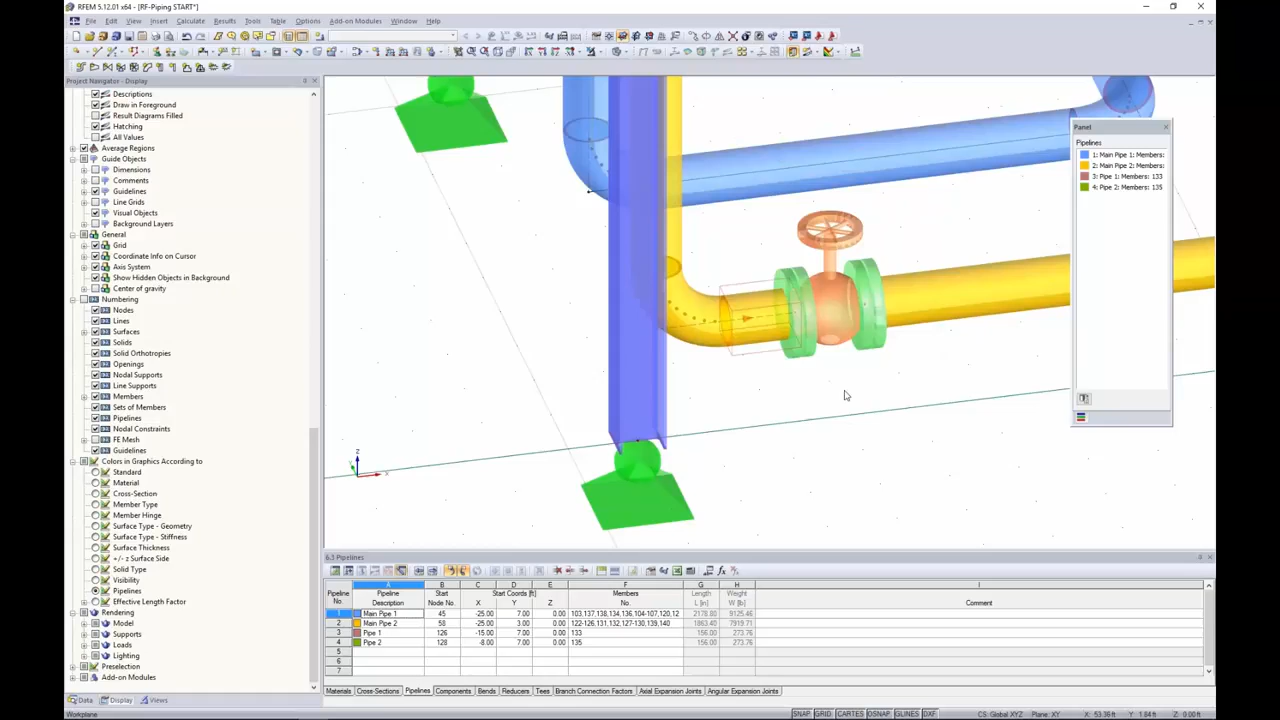 RFEM 5.12.01 x64 - [RF-Piping START*]
File Edit View Insert Calculate Results Tools Table Options Add-on Modules Window Help
Project Navigator - Display
Descriptions
Draw in Foreground
Result Diagrams Filled
Hatching
All Values
Average Regions
Guide Objects
Dimensions
Comments
Guidelines
Line Grids
Visual Objects
Background Layers
General
Grid
Coordinate Info on Cursor
Axis System
Show Hidden Objects in Background
Center of gravity
Numbering
Nodes
Lines
Surfaces
Solids
Solid Orthotropies
Openings
Nodal Supports
Line Supports
Members
Sets of Members
Pipelines
Nodal Constraints
FE Mesh
Guidelines
Colors in Graphics According to
Standard
Material
Cross-Section
Member Type
Member Hinge
Surface Type - Geometry
Surface Type - Stiffness
Surface Thickness
+/- z Surface Side
Solid Type
Visibility
Pipelines
Effective Length Factor
Rendering
Model
Supports
Loads
Lighting
Preselection
Add-on Modules
Data Display Views
Panel
Pipelines
1: Main Pipe 1: Members:
2: Main Pipe 2: Members:
3: Pipe 1: Members: 133
4: Pipe 2: Members: 135
Z
X
6.3 Pipelines
A B C D E F G H I
Pipeline No. Pipeline Description Start Node No. Start Coords [ft] X Y Z Members No. Length L [in] Weight W [lb] Comment
1 Main Pipe 1 45 -25.00 7.00 0.00 103,137,138,134,136,104-107,120,12 2178.80 9125.46
2 Main Pipe 2 58 -25.00 3.00 0.00 122-126,131,132,127-130,139,140 1863.40 7919.71
3 Pipe 1 126 -15.00 7.00 0.00 133 156.00 273.76
4 Pipe 2 128 -8.00 7.00 0.00 135 156.00 273.76
5
6
7
Materials Cross-Sections Pipelines Components Bends Reducers Tees Branch Connection Factors Axial Expansion Joints Angular Expansion Joints
Workplane SNAP GRID CARTES OSNAP GLINES DXF CS: Global XYZ Plane: XY X: 53.36 ft Y: 1.84 ft Z: 0.00 ft